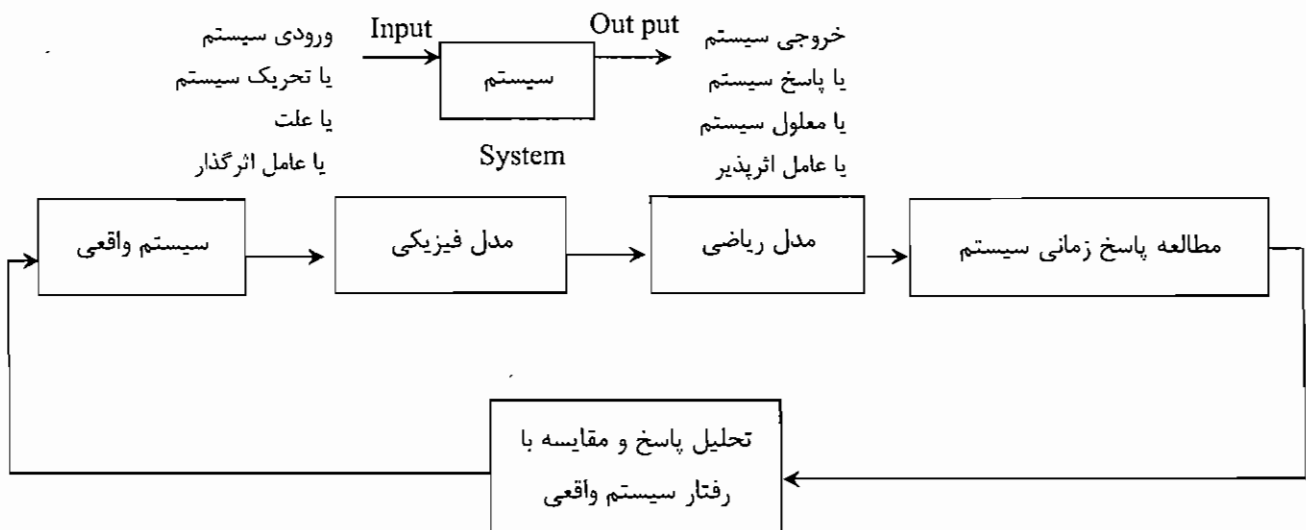 ورودی سیستم
یا تحریک سیستم
یا علت
یا عامل اثرگذار
Input
سیستم
System
Out put
خروجی سیستم
یا پاسخ سیستم
یا معلول سیستم
یا عامل اثرپذیر
سیستم واقعی
مدل فیزیکی
مدل ریاضی
مطالعه پاسخ زمانی سیستم
تحلیل پاسخ و مقایسه با
رفتار سیستم واقعی